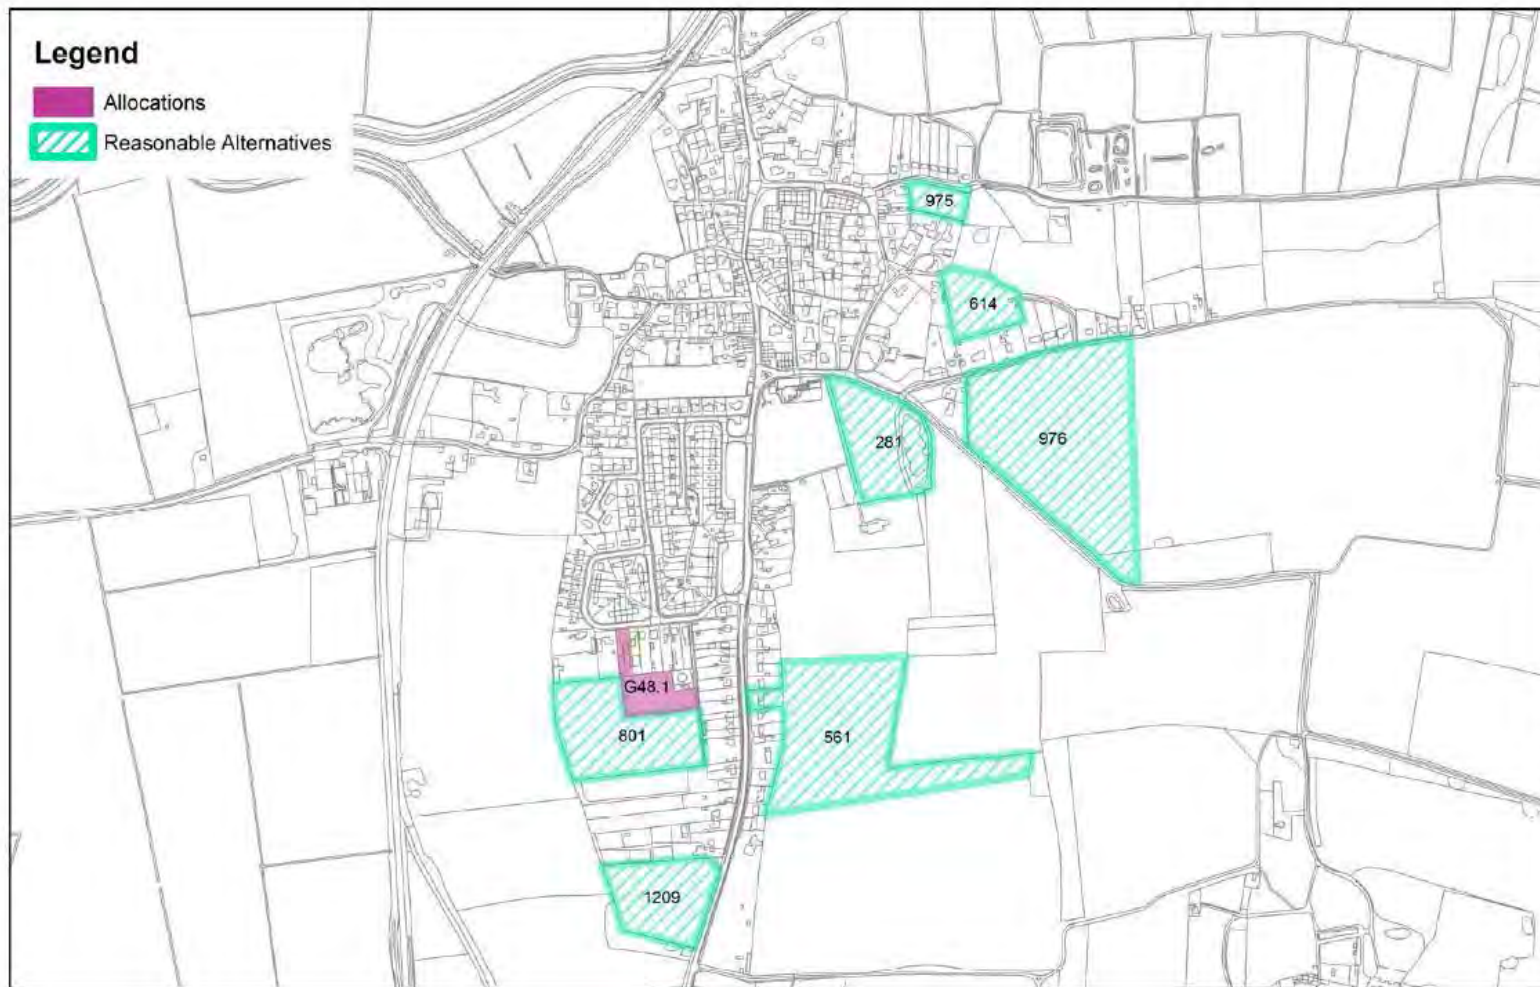 Legend
Allocations
Reasonable Alternatives
975
614
281
976
G48.1
801
561
1209